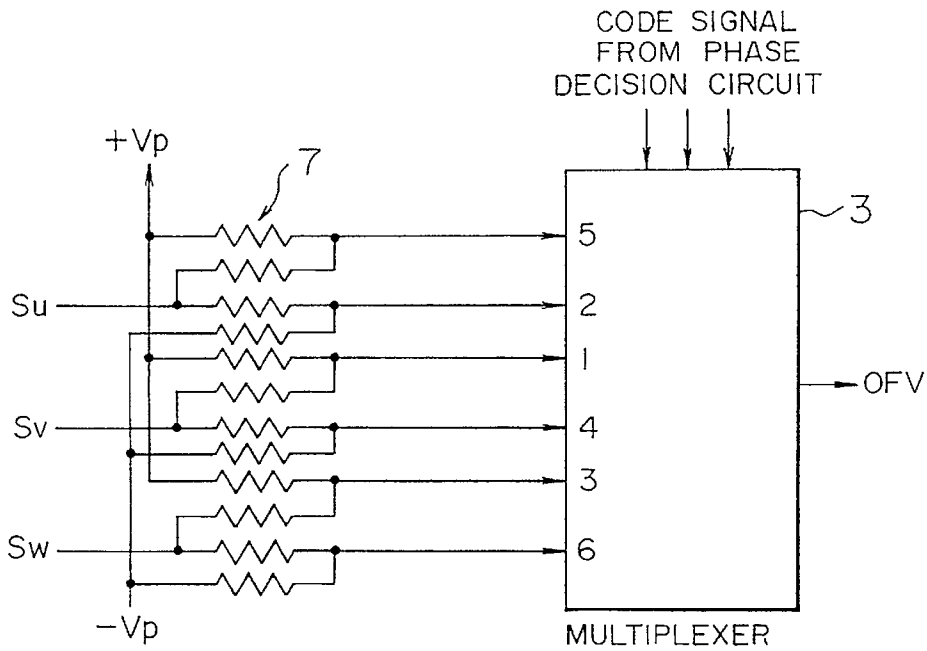 CODE SIGNAL
FROM PHASE
DECISION CIRCUIT
+Vp
7
3
5
Su
2
1
OFV
Sv
4
3
Sw
6
-Vp
MULTIPLEXER